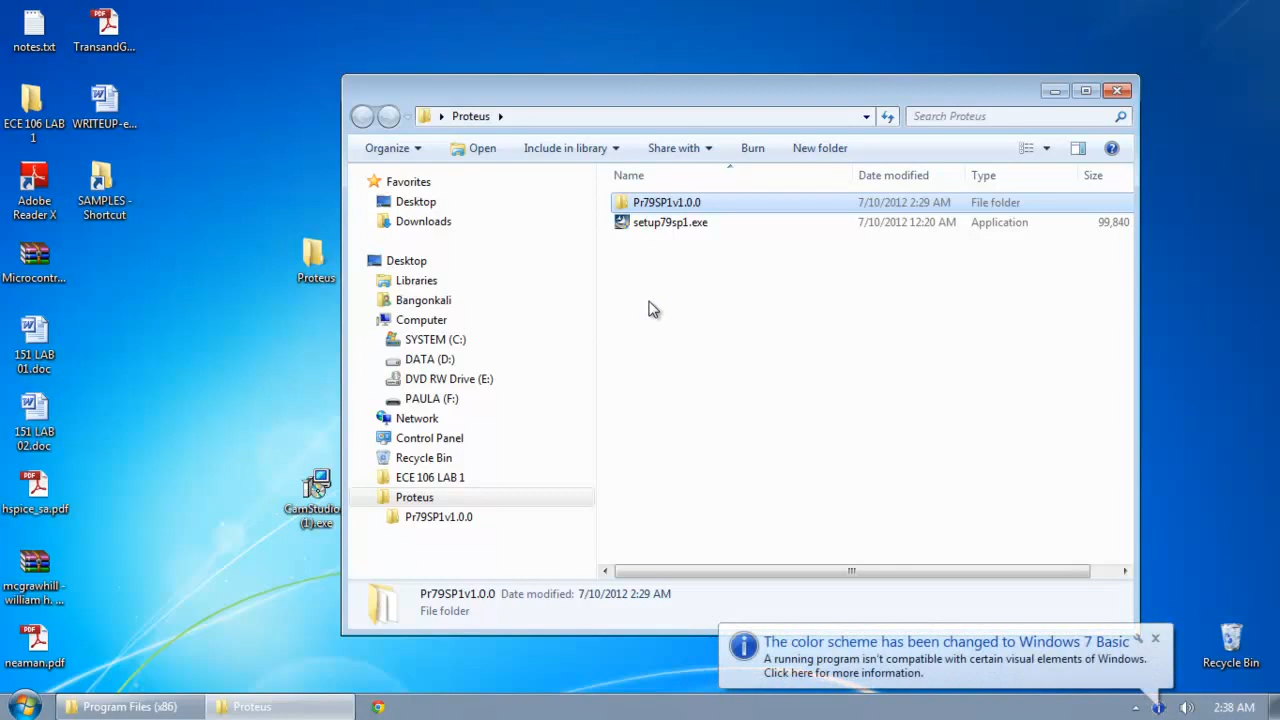 notes.txt
TransandG...
ECE 106 LAB
1
WRITEUP-e...
Adobe
Reader X
SAMPLES -
Shortcut
Microcontr...
151 LAB
01.doc
151 LAB
02.doc
hspice_sa.pdf
mcgrawhill -
william h. ...
neaman.pdf
Proteus
CamStudio
(1).exe
Proteus
Search Proteus
Organize
Open
Include in library
Share with
Burn
New folder
Favorites
Desktop
Downloads
Desktop
Libraries
Bangonkali
Computer
SYSTEM (C:)
DATA (D:)
DVD RW Drive (E:)
PAULA (F:)
Network
Control Panel
Recycle Bin
ECE 106 LAB 1
Proteus
Pr79SP1v1.0.0
Name
Date modified
Type
Size
Pr79SP1v1.0.0
7/10/2012 2:29 AM
File folder
setup79sp1.exe
7/10/2012 12:20 AM
Application
99,840
Pr79SP1v1.0.0 Date modified: 7/10/2012 2:29 AM
File folder
The color scheme has been changed to Windows 7 Basic
A running program isn't compatible with certain visual elements of Windows.
Click here for more information.
Recycle Bin
Program Files (x86)
Proteus
2:38 AM